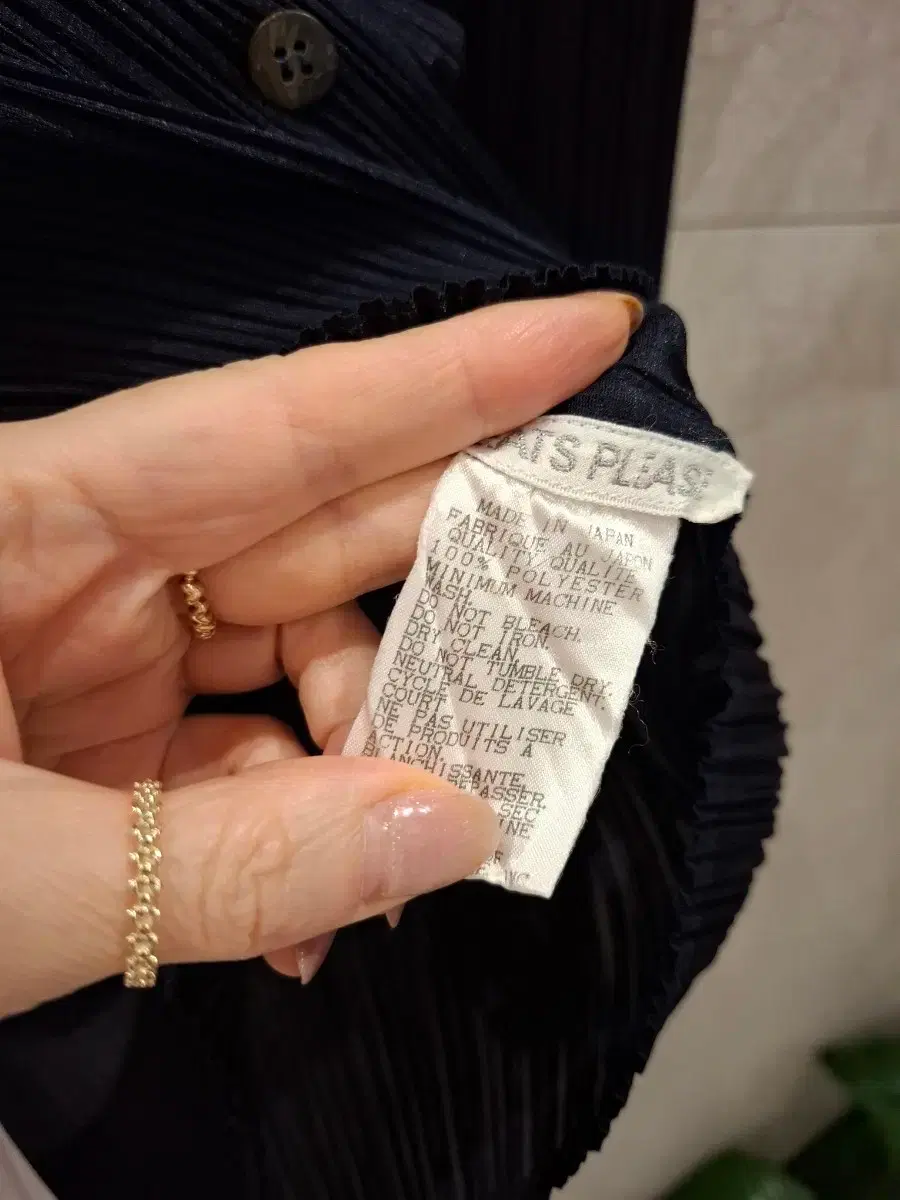 PLEASE
MADE IN JAPAN
FABRIQUE AU JAPON
QUALITY/QUALITE
100% POLYESTER
MINIMUM MACHINE
WASH.
DO NOT BLEACH.
DO NOT IRON.
DRY CLEAN.
DO NOT TUMBLE DRY.
NEUTRAL DETERGENT.
CYCLE
COURT DE LAVAGE
NE PAS UTILISER
DE PRODUITS A
ACTION.
BLANCHISSANTE.
SEC